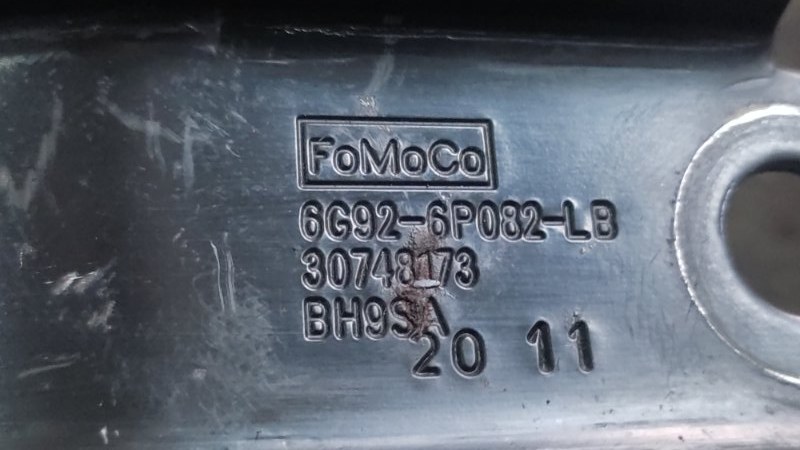 FoMoCo
6G92-6P082-LB
30748173
BH9SA
20 11